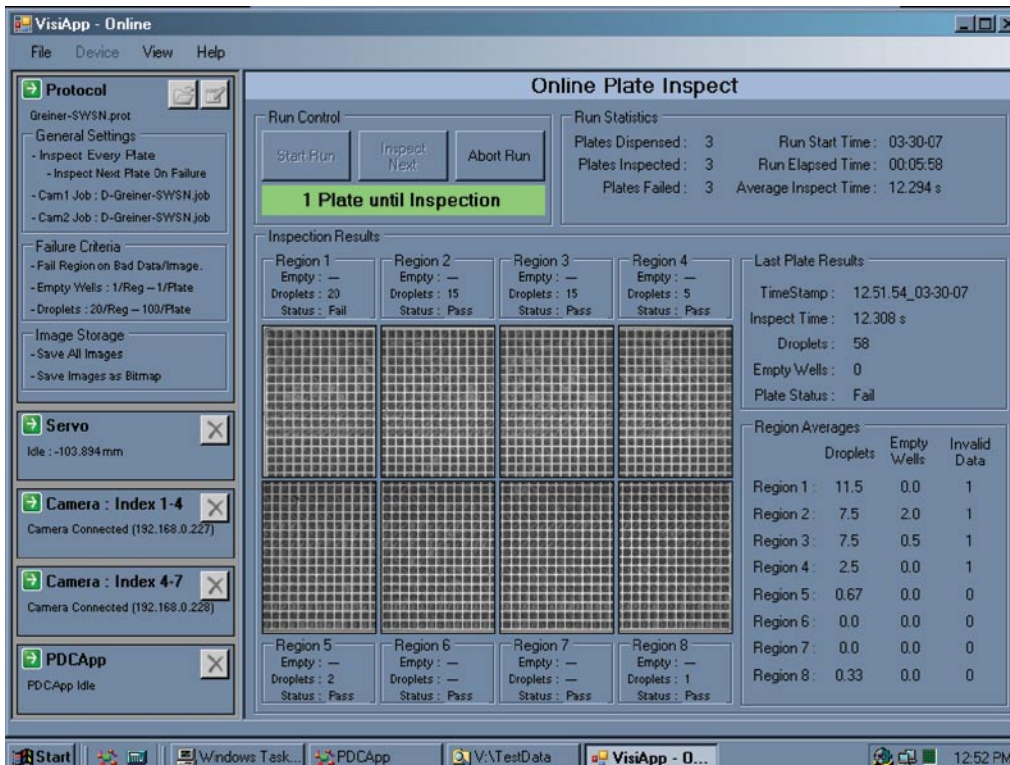 VisiApp - Online
File Device View Help
Protocol
Greiner-SWSN.prot
General Settings
- Inspect Every Plate
- Inspect Next Plate On Failure
- Cam1 Job : D-Greiner-SWSN.job
- Cam2 Job : D-Greiner-SWSN.job
Failure Criteria
- Fail Region on Bad Data/Image.
- Empty Wells : 1/Reg — 1/Plate
- Droplets : 20/Reg — 100/Plate
Image Storage
- Save All Images
- Save Images as Bitmap
Servo
Idle : -103.894 mm
Camera : Index 1-4
Camera Connected (192.168.0.227)
Camera : Index 4-7
Camera Connected (192.168.0.228)
PDCApp
PDCApp Idle
Online Plate Inspect
Run Control
Start Run
Inspect Next
Abort Run
1 Plate until Inspection
Run Statistics
Plates Dispensed : 3
Plates Inspected : 3
Plates Failed : 3
Run Start Time : 03-30-07
Run Elapsed Time : 00:05:58
Average Inspect Time : 12.294 s
Inspection Results
Region 1
Empty : —
Droplets : 20
Status : Fail
Region 2
Empty : —
Droplets : 15
Status : Pass
Region 3
Empty : —
Droplets : 15
Status : Pass
Region 4
Empty : —
Droplets : 5
Status : Pass
Region 5
Empty : —
Droplets : 2
Status : Pass
Region 6
Empty : —
Droplets : —
Status : Pass
Region 7
Empty : —
Droplets : —
Status : Pass
Region 8
Empty : —
Droplets : 1
Status : Pass
Last Plate Results
TimeStamp : 12.51.54_03-30-07
Inspect Time : 12.308 s
Droplets : 58
Empty Wells : 0
Plate Status : Fail
Region Averages
Droplets Empty Wells Invalid Data
Region 1 : 11.5 0.0 1
Region 2 : 7.5 2.0 1
Region 3 : 7.5 0.5 1
Region 4 : 2.5 0.0 1
Region 5 : 0.67 0.0 0
Region 6 : 0.0 0.0 0
Region 7 : 0.0 0.0 0
Region 8 : 0.33 0.0 0
Start Windows Task... PDCApp V:\TestData VisiApp - O... 12:52 PM